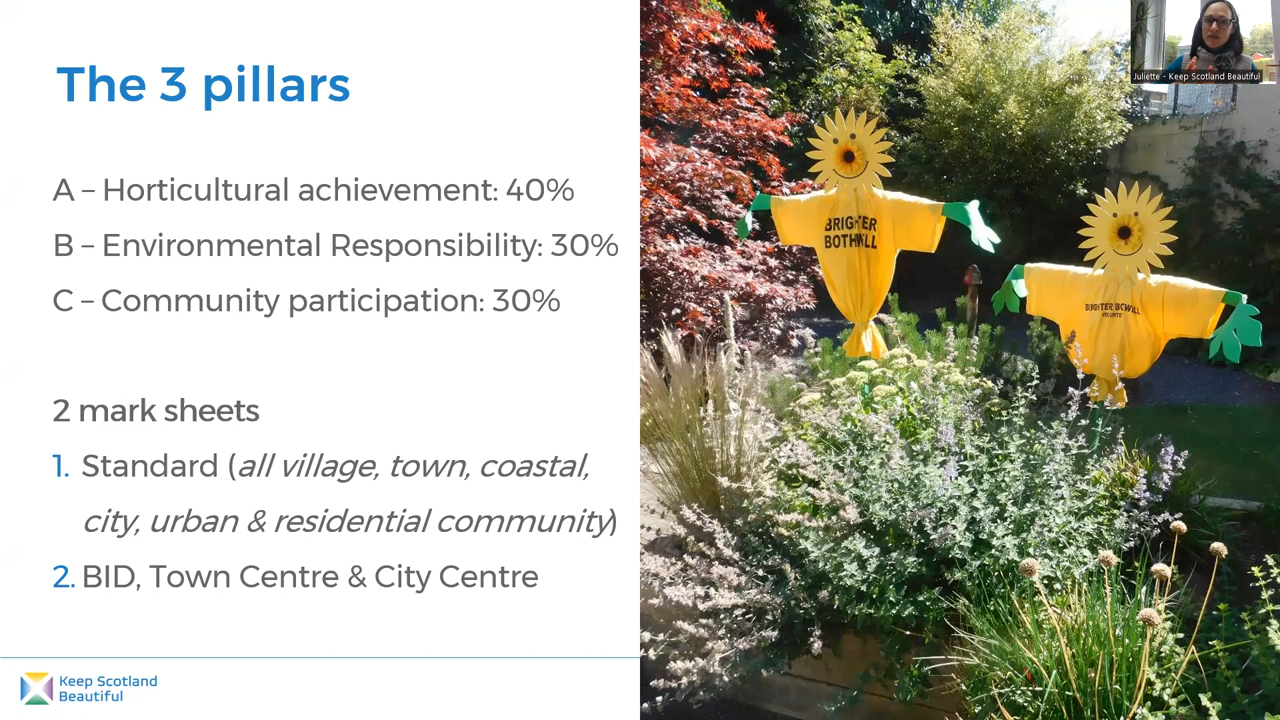 The 3 pillars
A – Horticultural achievement: 40%
B – Environmental Responsibility: 30%
C – Community participation: 30%
2 mark sheets
1. Standard (all village, town, coastal,
city, urban & residential community)
2. BID, Town Centre & City Centre
Keep Scotland
Beautiful
Juliette - Keep Scotland Beautiful
BRIGHTER
BOTHWELL
BRIGHTER